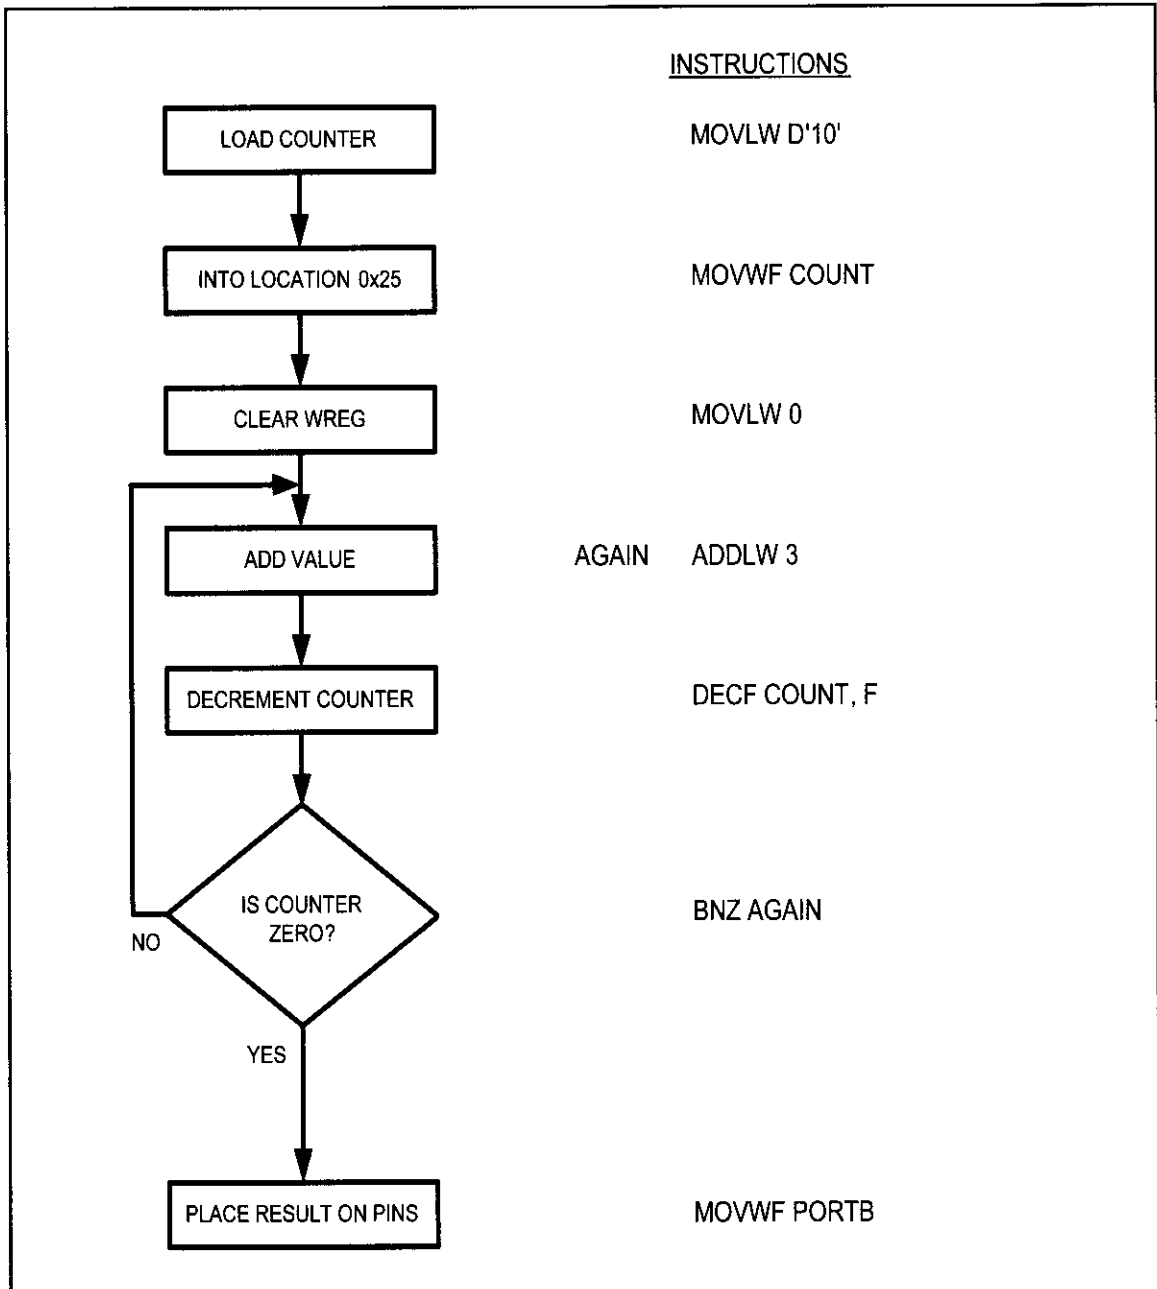 INSTRUCTIONS
LOAD COUNTER MOVLW D'10'
INTO LOCATION 0x25 MOVWF COUNT
CLEAR WREG MOVLW 0
ADD VALUE AGAIN ADDLW 3
DECREMENT COUNTER DECF COUNT, F
IS COUNTER
ZERO?
BNZ AGAIN
NO
YES
PLACE RESULT ON PINS MOVWF PORTB